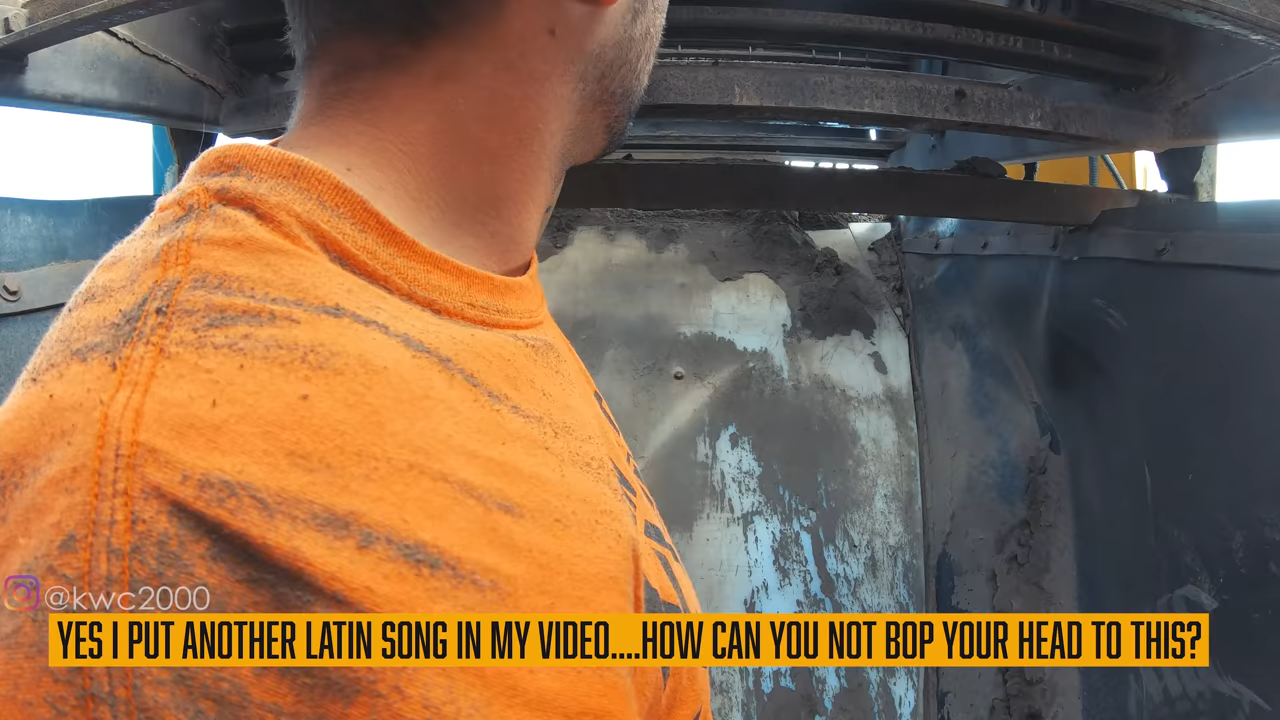 @kwc2000
YES I PUT ANOTHER LATIN SONG IN MY VIDEO....HOW CAN YOU NOT BOP YOUR HEAD TO THIS?